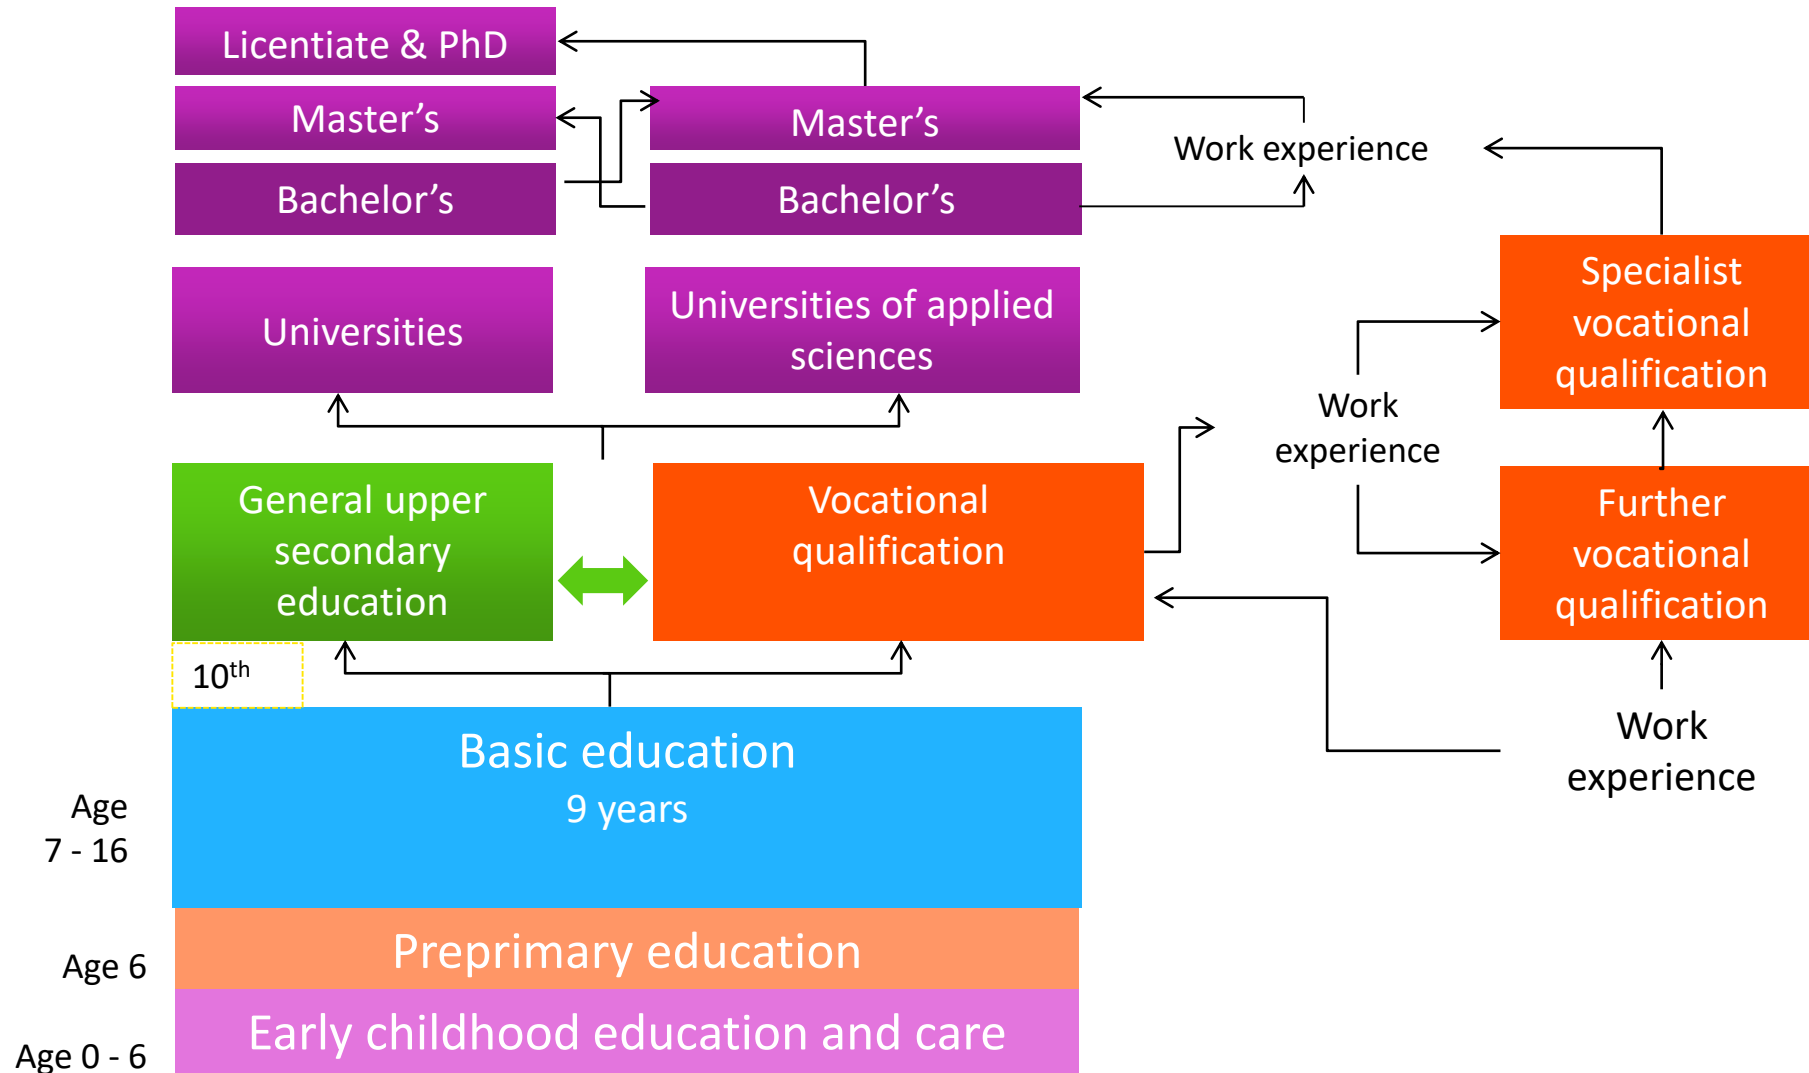 Licentiate & PhD
Master’s
Master’s
Work experience
Bachelor’s
Bachelor’s
Universities
Universities of applied
sciences
Specialist
vocational
qualification
Work
experience
General upper
secondary
education
Vocational
qualification
Further
vocational
qualification
10th
Basic education
9 years
Work
experience
Age
7 - 16
Preprimary education
Age 6
Early childhood education and care
Age 0 - 6